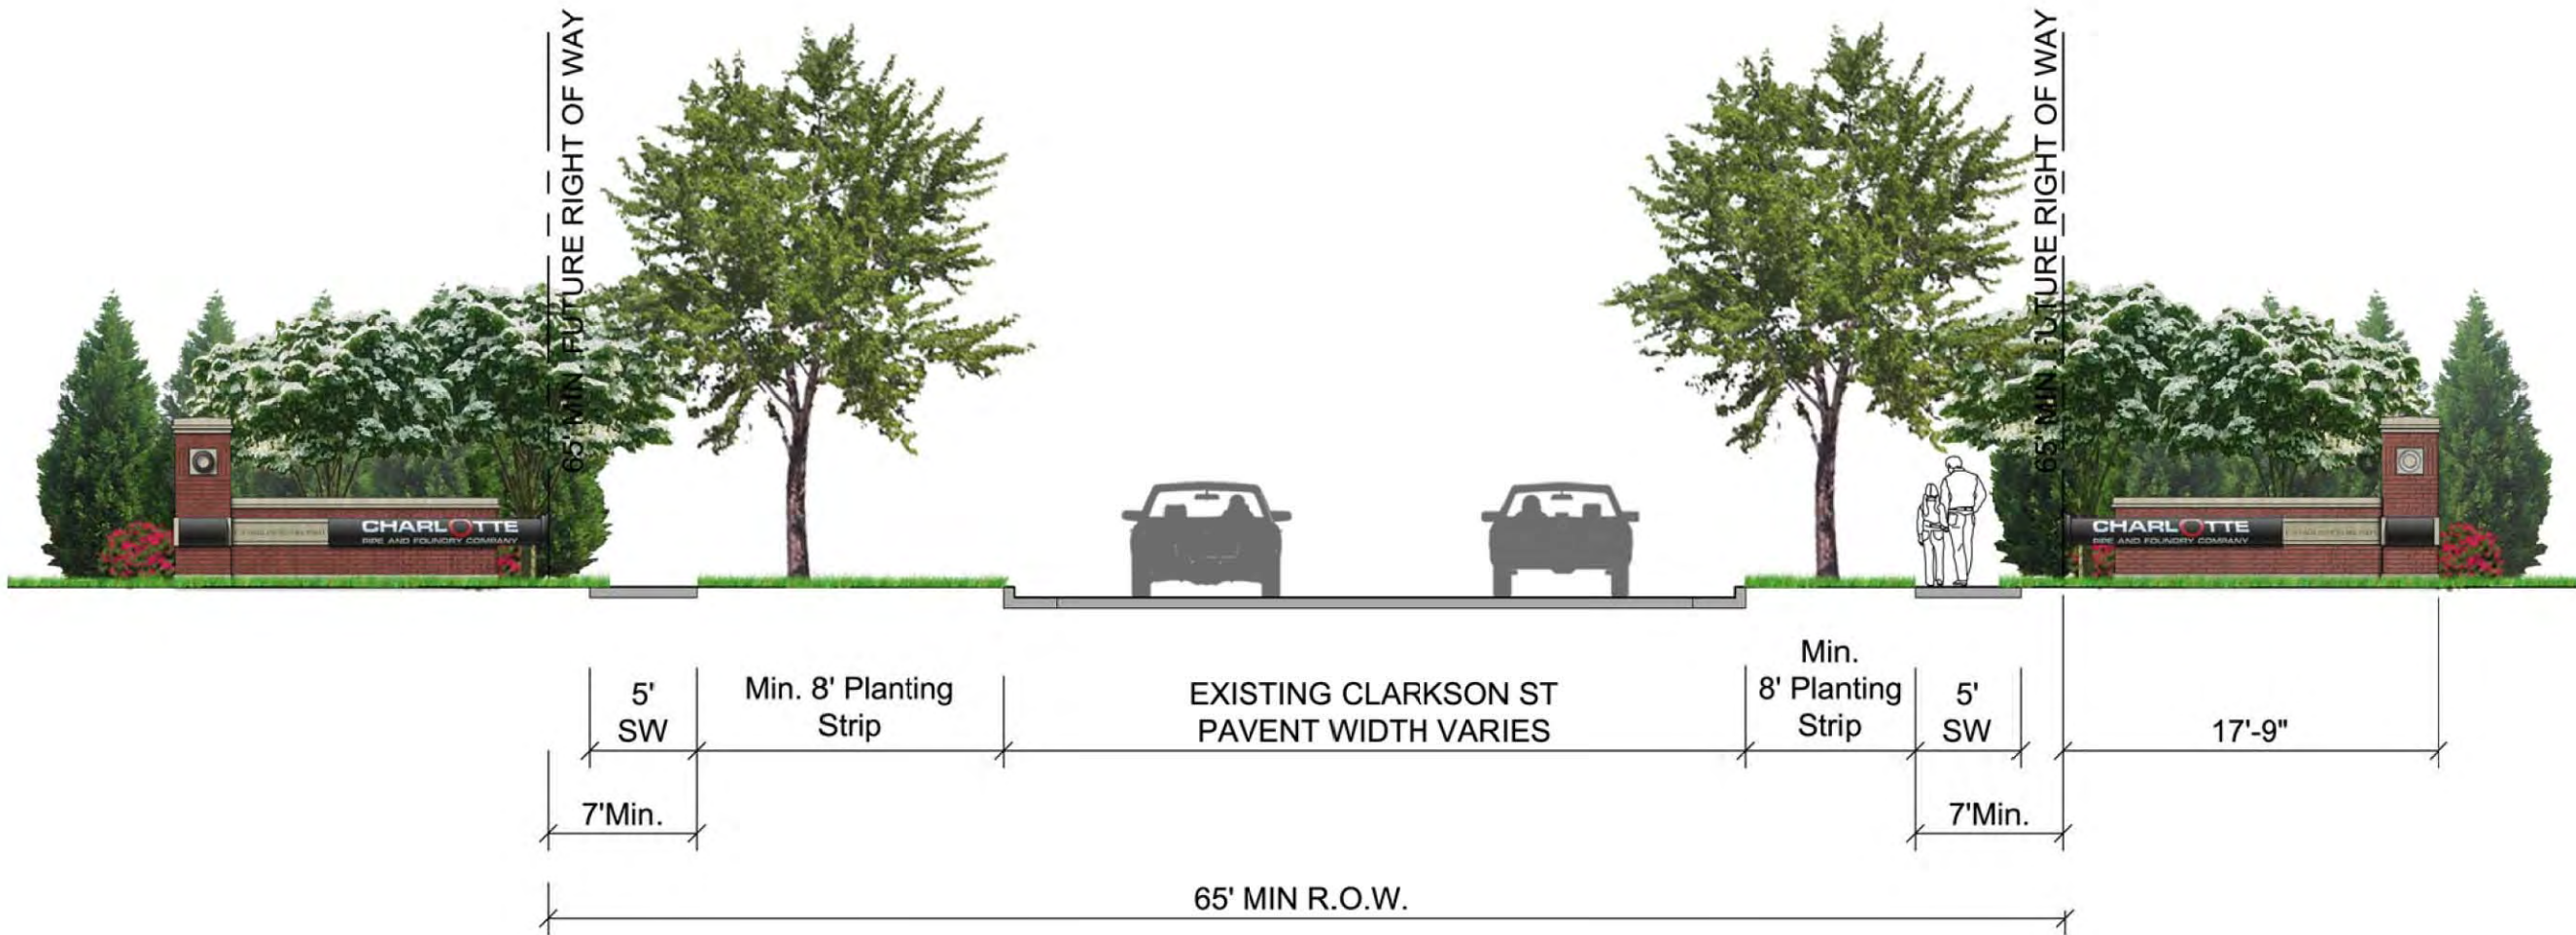 65' MIN. FUTURE RIGHT OF WAY
65' MIN. FUTURE RIGHT OF WAY
CHARLOTTE
PIPE AND FOUNDRY COMPANY
CHARLOTTE
PIPE AND FOUNDRY COMPANY
5'
SW
Min. 8' Planting
Strip
EXISTING CLARKSON ST
PAVENT WIDTH VARIES
Min.
8' Planting
Strip
5'
SW
17'-9"
7'Min.
7'Min.
65' MIN R.O.W.